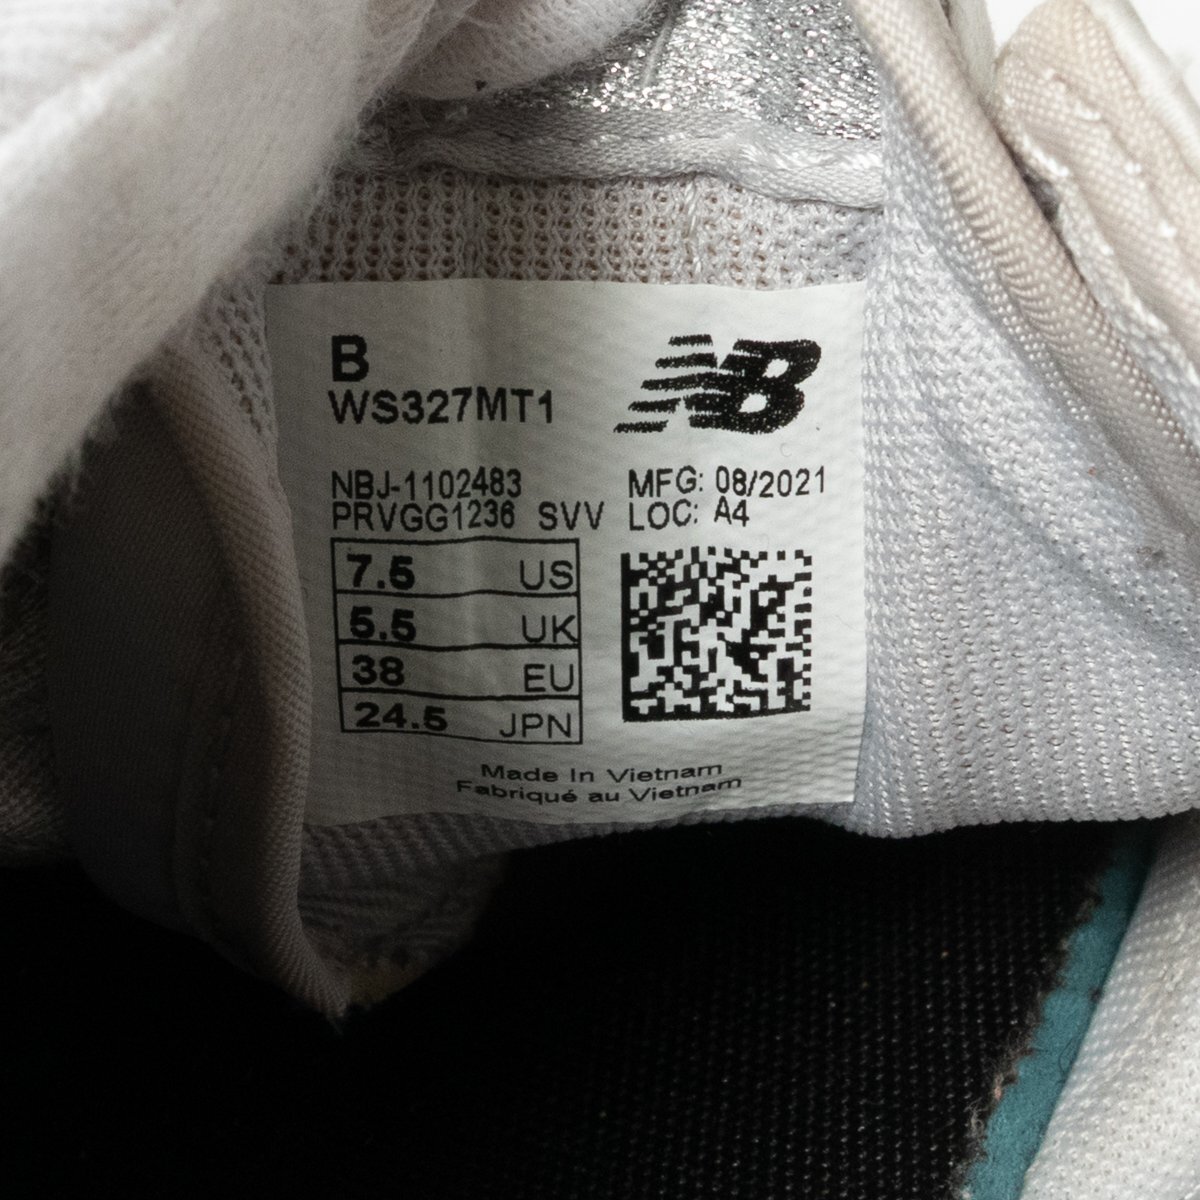 B
WS327MT1
NB
NBJ-1102483 MFG: 08/2021
PRVGG1236 SVV LOC: A4
7.5 US
5.5 UK
38 EU
24.5 JPN
Made In Vietnam
Fabriqué au Vietnam